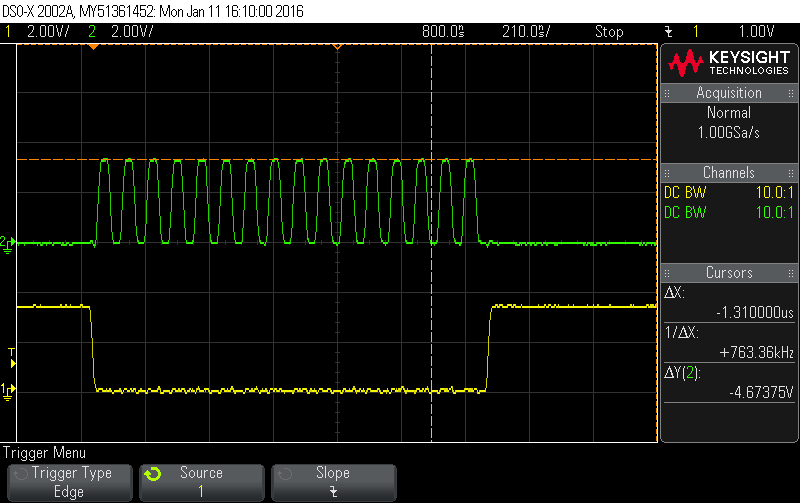 DSO-X 2002A, MY51361452: Mon Jan 11 16:10:00 2016
1 2.00V/ 2 2.00V/ 800.0ns 210.0ns/ Stop 1 1.00V
KEYSIGHT
TECHNOLOGIES
Acquisition
Normal
1.00GSa/s
Channels
DC BW 10.0:1
DC BW 10.0:1
Cursors
ΔX:
-1.310000us
1/ΔX:
+763.36kHz
ΔY(2):
-4.67375V
2
T
1
Trigger Menu
Trigger Type
Edge
Source
1
Slope